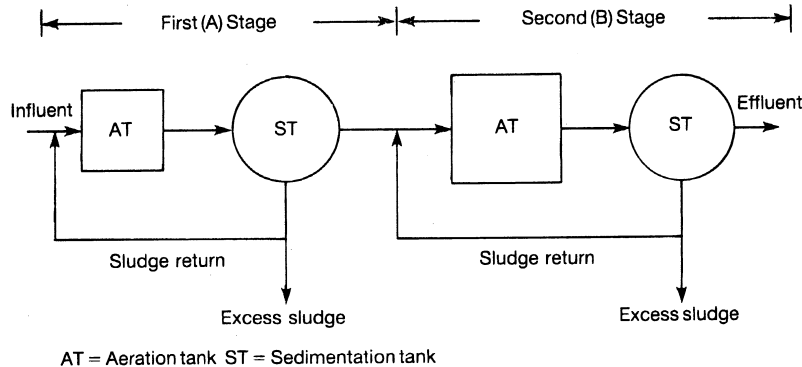 First (A) Stage
Second (B) Stage
Influent
AT
ST
AT
ST
Effluent
Sludge return
Sludge return
Excess sludge
Excess sludge
AT = Aeration tank ST = Sedimentation tank